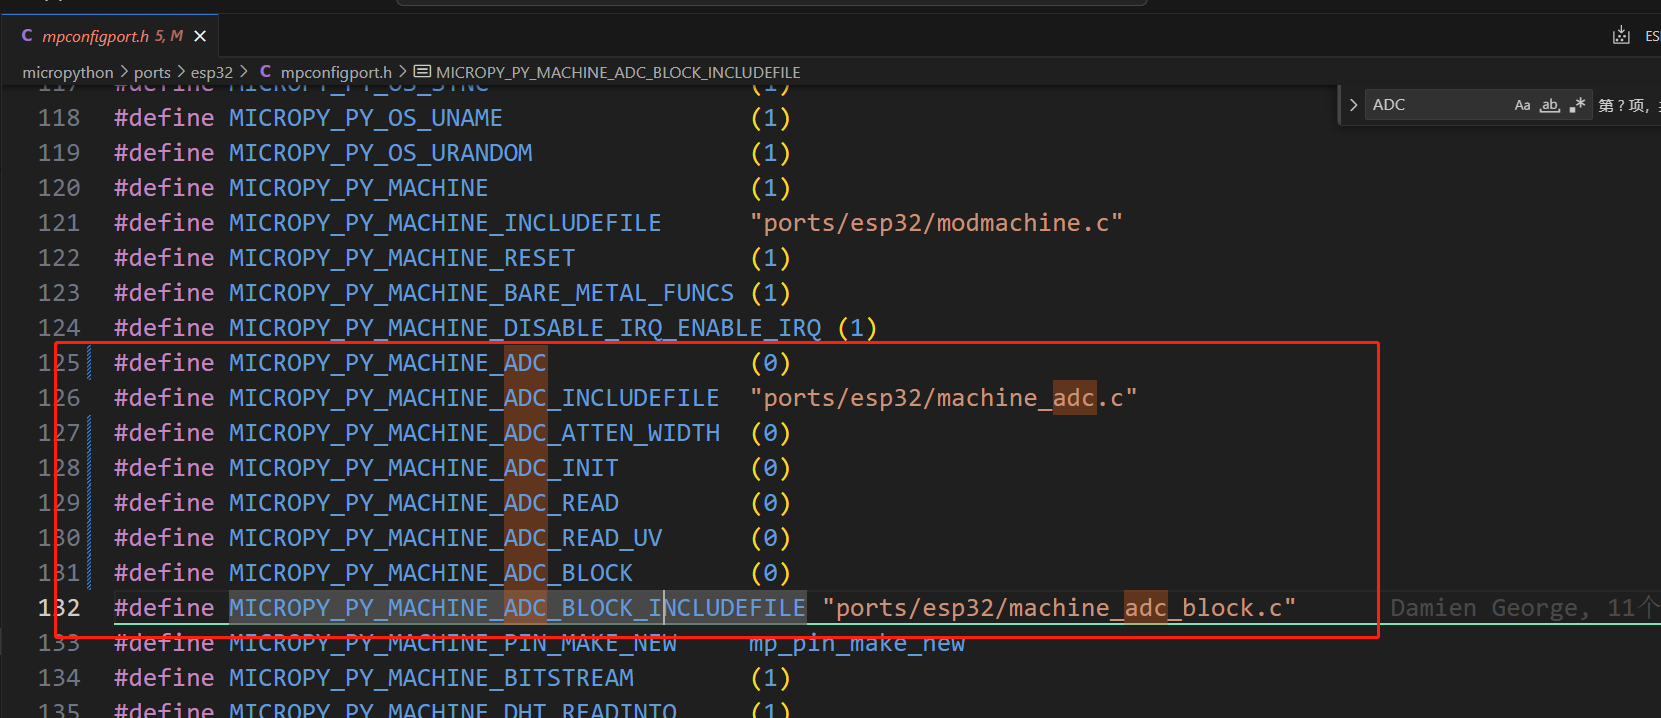 C mpconfigport.h 5, M ×
micropython > ports > esp32 > C mpconfigport.h > MICROPY_PY_MACHINE_ADC_BLOCK_INCLUDEFILE
ADC Aa ab .* 第 ? 项,
117 #define MICROPY_PY_OS_SYNC (1)
118 #define MICROPY_PY_OS_UNAME (1)
119 #define MICROPY_PY_OS_URANDOM (1)
120 #define MICROPY_PY_MACHINE (1)
121 #define MICROPY_PY_MACHINE_INCLUDEFILE "ports/esp32/modmachine.c"
122 #define MICROPY_PY_MACHINE_RESET (1)
123 #define MICROPY_PY_MACHINE_BARE_METAL_FUNCS (1)
124 #define MICROPY_PY_MACHINE_DISABLE_IRQ_ENABLE_IRQ (1)
125 #define MICROPY_PY_MACHINE_ADC (0)
126 #define MICROPY_PY_MACHINE_ADC_INCLUDEFILE "ports/esp32/machine_adc.c"
127 #define MICROPY_PY_MACHINE_ADC_ATTEN_WIDTH (0)
128 #define MICROPY_PY_MACHINE_ADC_INIT (0)
129 #define MICROPY_PY_MACHINE_ADC_READ (0)
130 #define MICROPY_PY_MACHINE_ADC_READ_UV (0)
131 #define MICROPY_PY_MACHINE_ADC_BLOCK (0)
132 #define MICROPY_PY_MACHINE_ADC_BLOCK_INCLUDEFILE "ports/esp32/machine_adc_block.c" Damien George, 11个
133 #define MICROPY_PY_MACHINE_PIN_MAKE_NEW mp_pin_make_new
134 #define MICROPY_PY_MACHINE_BITSTREAM (1)
135 #define MICROPY_PY_MACHINE_DHT_READINTO (1)